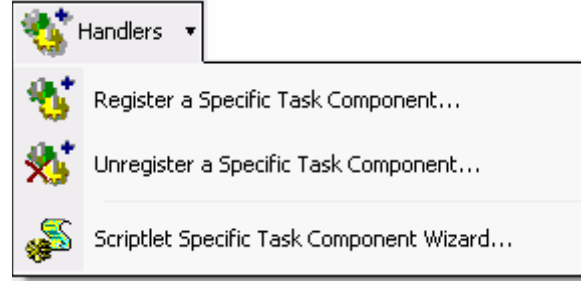 Handlers
Register a Specific Task Component...
Unregister a Specific Task Component...
Scriptlet Specific Task Component Wizard...